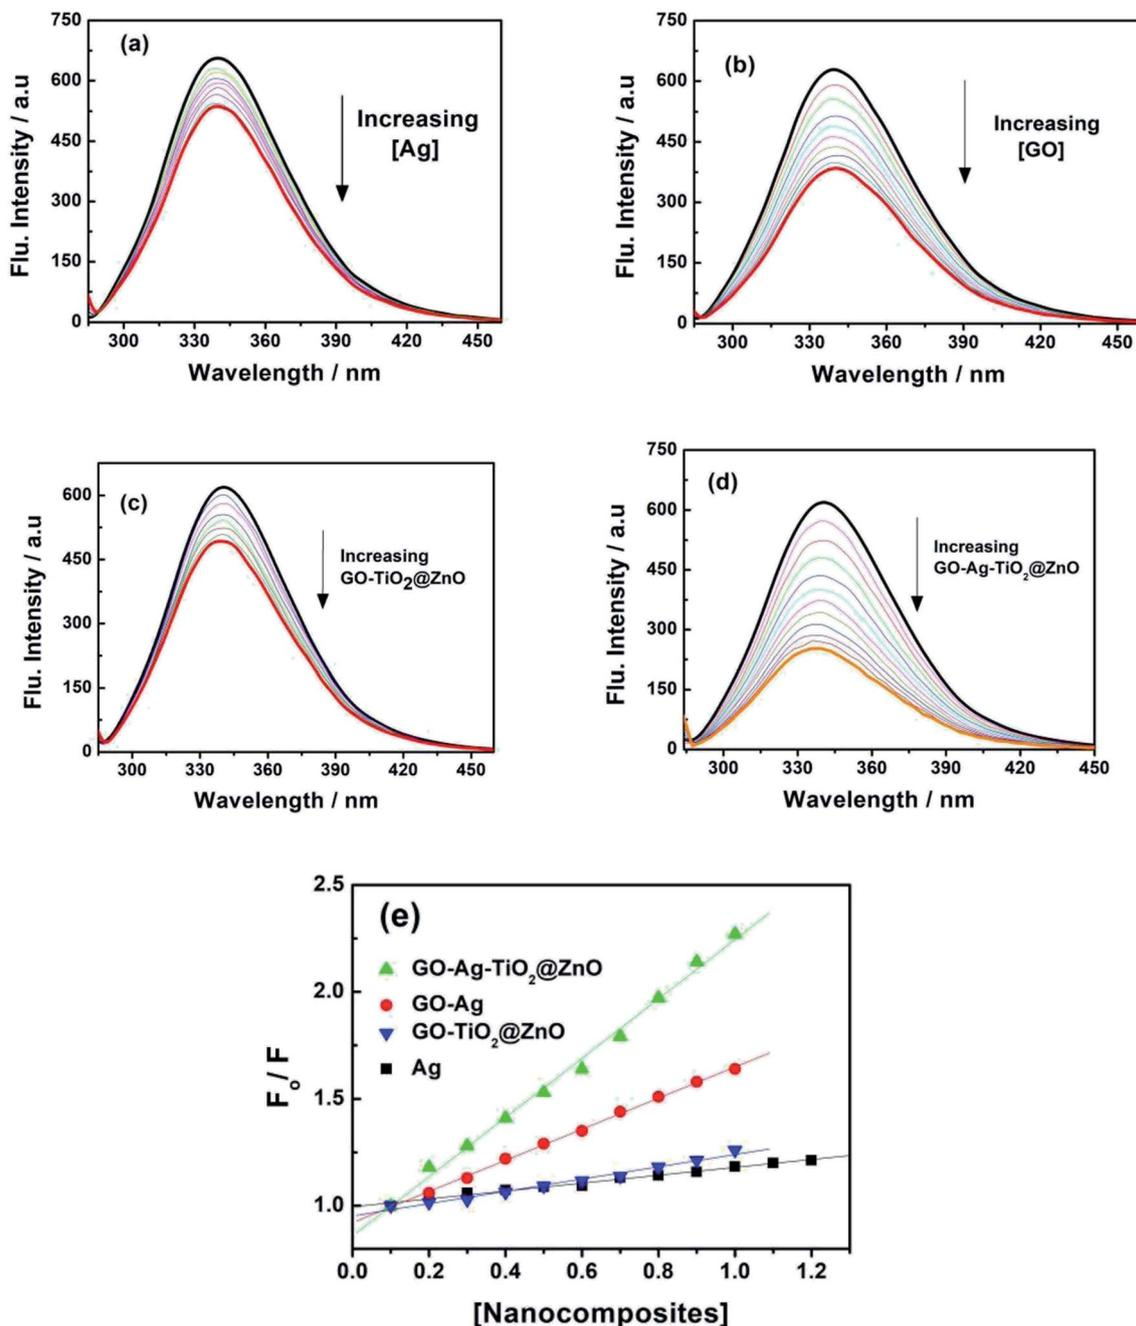 (a)
750
600
450
300
150
0
Flu. Intensity / a.u
Increasing
[Ag]
300 330 360 390 420 450
Wavelength / nm
(b)
750
600
450
300
150
0
Flu. Intensity / a.u
Increasing
[GO]
300 330 360 390 420 450
Wavelength / nm
(c)
600
450
300
150
0
Flu. Intensity / a.u
Increasing
GO-TiO2@ZnO
300 330 360 390 420 450
Wavelength / nm
(d)
750
600
450
300
150
0
Flu. Intensity / a.u
Increasing
GO-Ag-TiO2@ZnO
300 330 360 390 420 450
Wavelength / nm
(e)
2.5
2.0
1.5
1.0
Fo/ F
GO-Ag-TiO2@ZnO
GO-Ag
GO-TiO2@ZnO
Ag
0.0 0.2 0.4 0.6 0.8 1.0 1.2
[Nanocomposites]